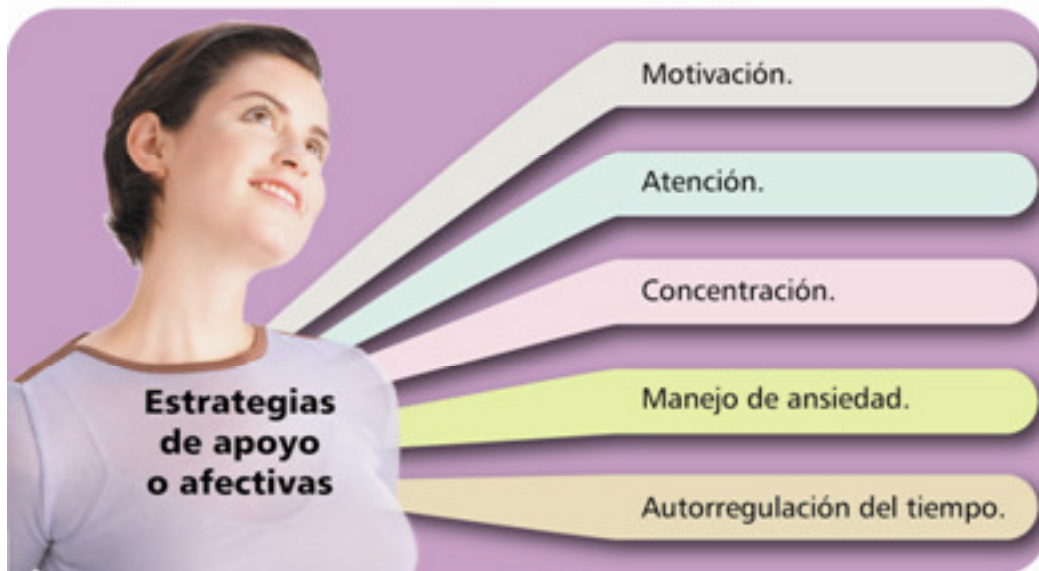 Motivación.
Atención.
Concentración.
Manejo de ansiedad.
Autorregulación del tiempo.
Estrategias
de apoyo
o afectivas